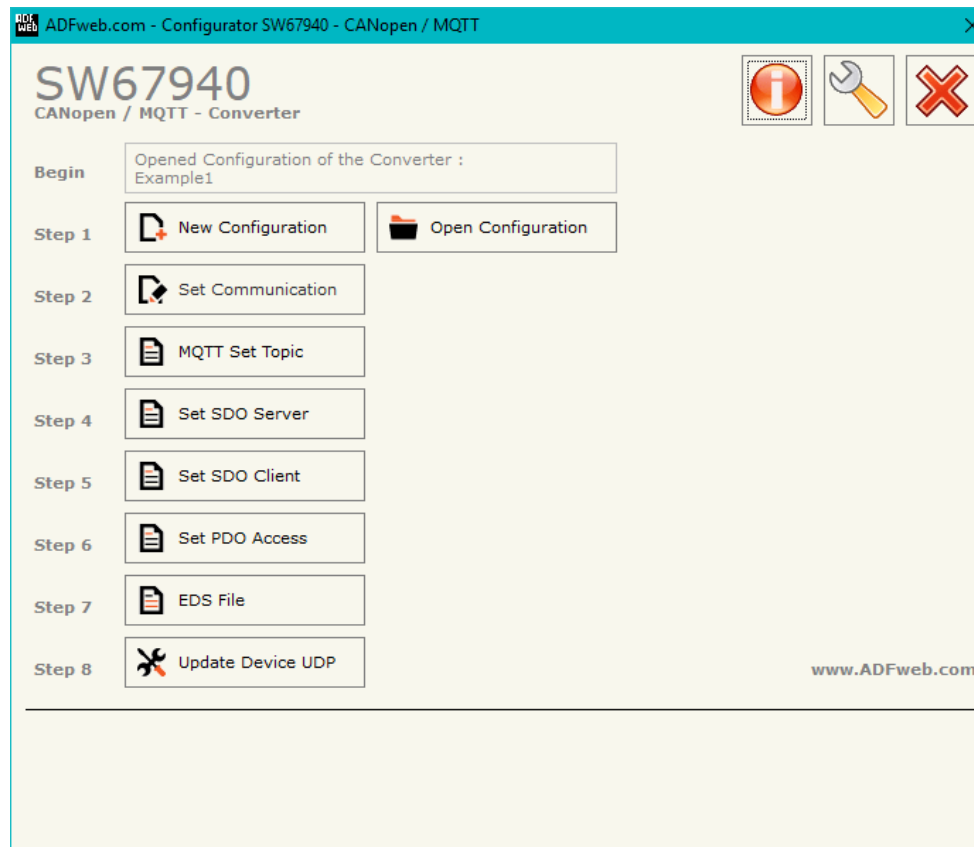 ADF WEB ADFweb.com - Configurator SW67940 - CANopen / MQTT
SW67940
CANopen / MQTT - Converter
Begin
Opened Configuration of the Converter :
Example1
Step 1
New Configuration
Open Configuration
Step 2
Set Communication
Step 3
MQTT Set Topic
Step 4
Set SDO Server
Step 5
Set SDO Client
Step 6
Set PDO Access
Step 7
EDS File
Step 8
Update Device UDP
www.ADFweb.com